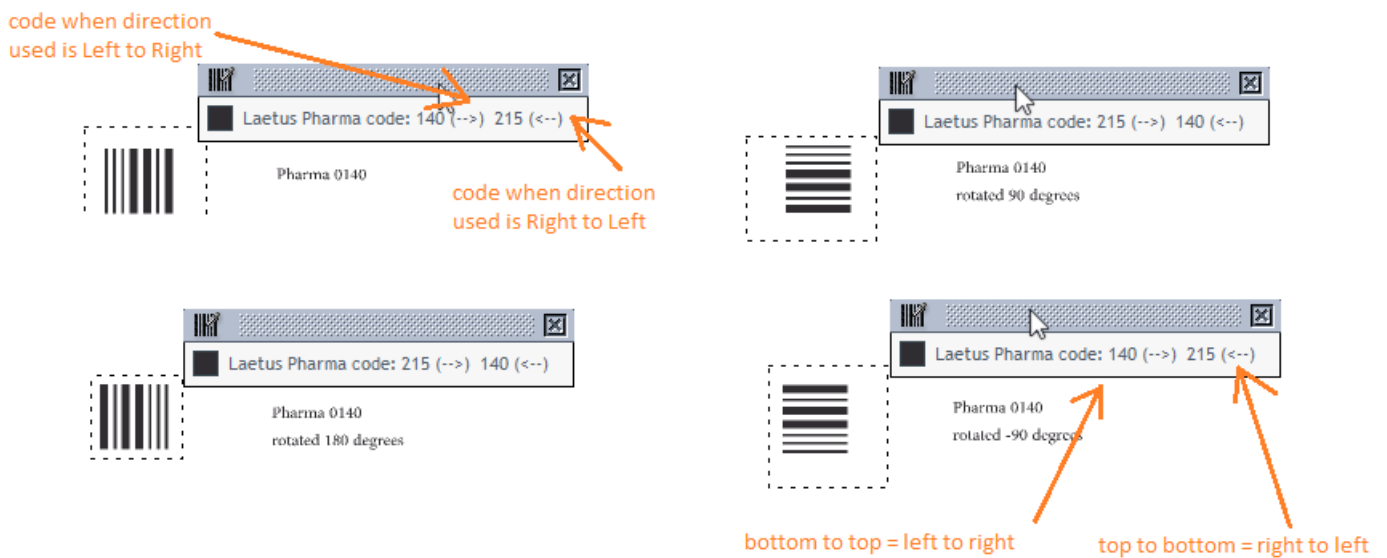 code when direction
used is Left to Right
Laetus Pharma code: 140 (-->) 215 (<--)
Pharma 0140
code when direction
used is Right to Left
Laetus Pharma code: 215 (-->) 140 (<--)
Pharma 0140
rotated 90 degrees
Laetus Pharma code: 215 (-->) 140 (<--)
Pharma 0140
rotated 180 degrees
Laetus Pharma code: 140 (-->) 215 (<--)
Pharma 0140
rotated -90 degrees
bottom to top = left to right
top to bottom = right to left